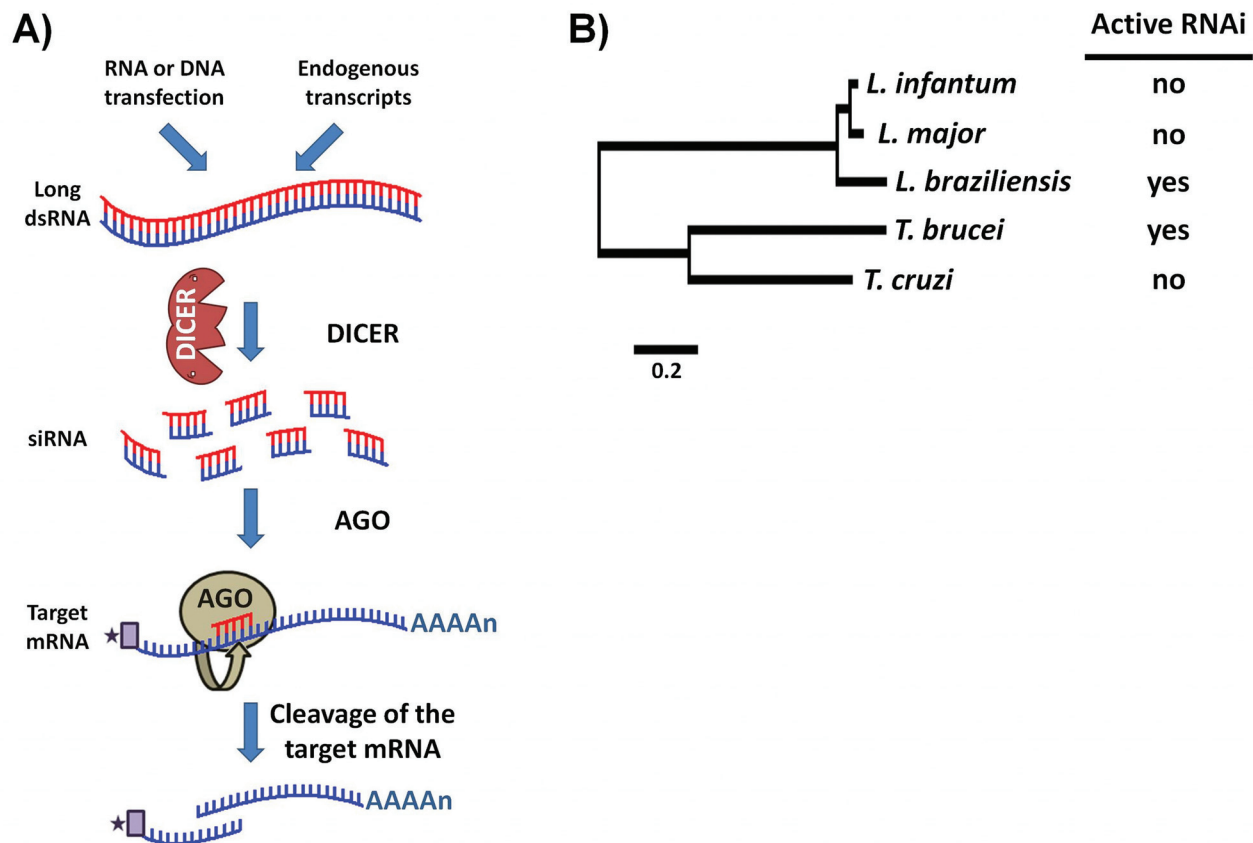 A)
RNA or DNA
transfection
Endogenous
transcripts
Long
dsRNA
DICER
DICER
siRNA
AGO
Target
mRNA
AGO
AAAAn
Cleavage of the
target mRNA
AAAAn
B)
Active RNAi
L. infantum no
L. major no
L. braziliensis yes
T. brucei yes
T. cruzi no
0.2